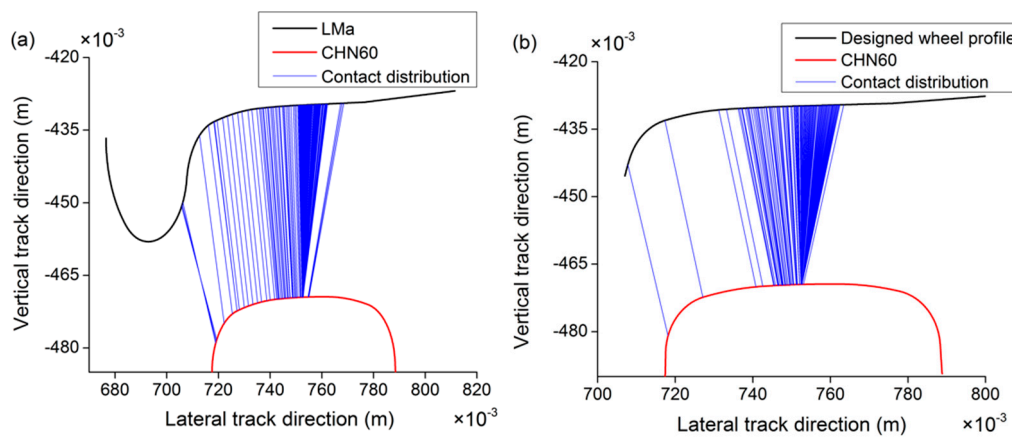 (a)
×10⁻³
LMa
CHN60
Contact distribution
-420
-435
-450
-465
-480
Vertical track direction (m)
680 700 720 740 760 780 800 820
Lateral track direction (m)
×10⁻³
(b)
×10⁻³
Designed wheel profile
CHN60
Contact distribution
-420
-435
-450
-465
-480
Vertical track direction (m)
700 720 740 760 780 800
Lateral track direction (m)
×10⁻³